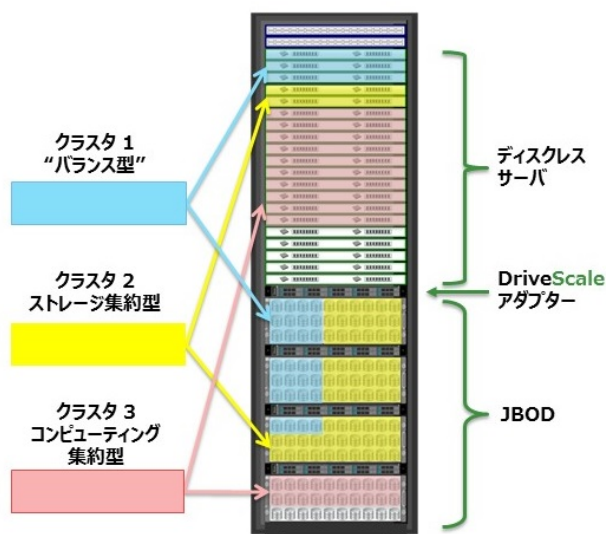 クラスタ 1
“バランス型”
クラスタ 2
ストレージ集約型
クラスタ 3
コンピューティング
集約型
ディスクレス
サーバ
DriveScale
アダプター
JBOD